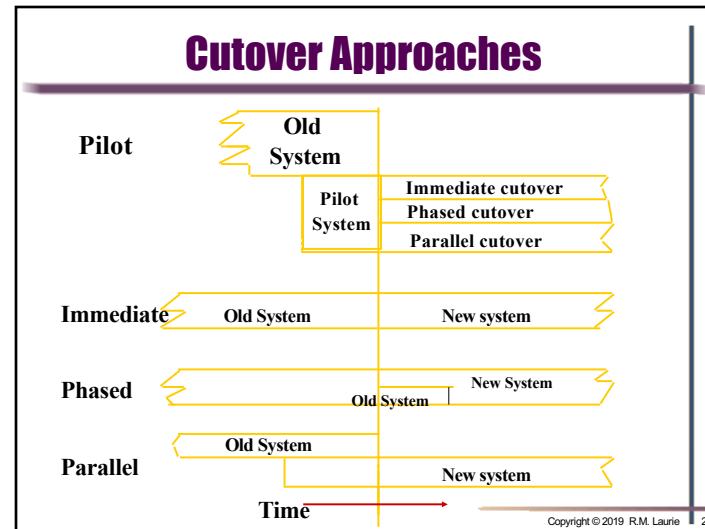 Cutover Approaches
Pilot
Old
System
Pilot
System
Immediate cutover
Phased cutover
Parallel cutover
Immediate
Old System
New system
Phased
Old System
New System
Parallel
Old System
New system
Time
Copyright © 2019 R.M. Laurie 2